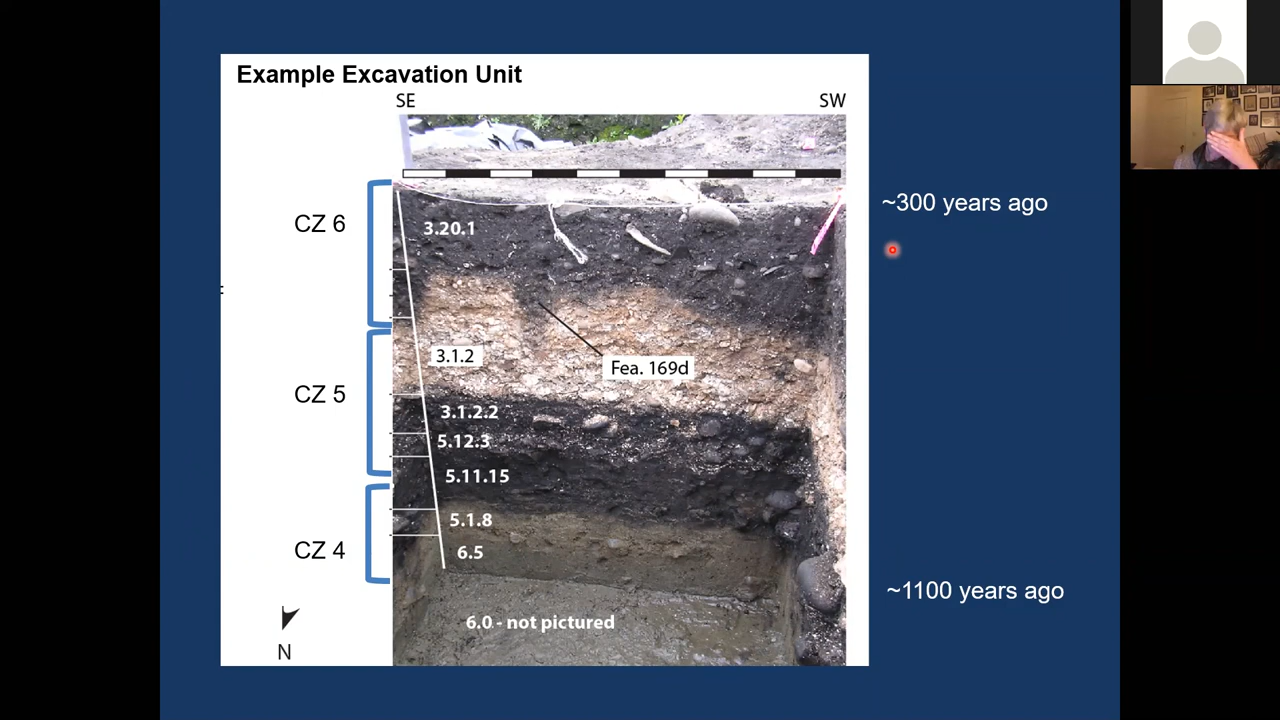 Example Excavation Unit
SE
SW
CZ 6
~300 years ago
3.20.1
3.1.2
Fea. 169d
CZ 5
3.1.2.2
5.12.3
5.11.15
5.1.8
CZ 4
6.5
~1100 years ago
6.0 - not pictured
N